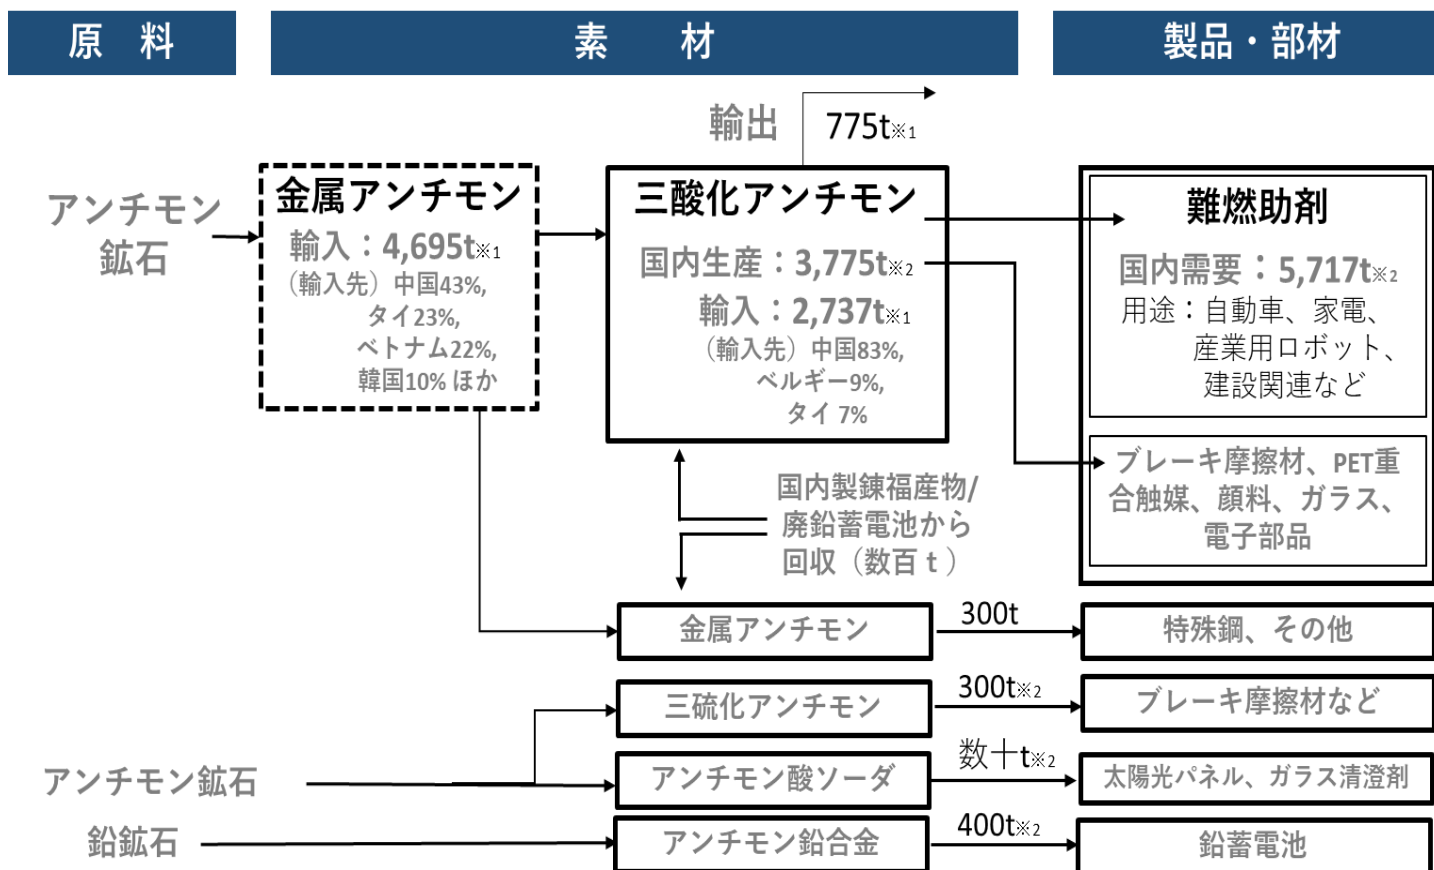 原　料
素　材
製品・部材
輸出
775t※1
アンチモン
鉱石
金属アンチモン
輸入：4,695t※1
（輸入先）中国43%,
タイ23%,
ベトナム22%,
韓国10% ほか
三酸化アンチモン
国内生産：3,775t※2
輸入：2,737t※1
（輸入先）中国83%,
ベルギー9%,
タイ 7%
難燃助剤
国内需要：5,717t※2
用途：自動車、家電、
産業用ロボット、
建設関連など
ブレーキ摩擦材、PET重
合触媒、顔料、ガラス、
電子部品
国内製錬福産物/
廃鉛蓄電池から
回収（数百ｔ）
金属アンチモン
300t
特殊鋼、その他
三硫化アンチモン
300t※2
ブレーキ摩擦材など
アンチモン鉱石
アンチモン酸ソーダ
数十t※2
太陽光パネル、ガラス清澄剤
鉛鉱石
アンチモン鉛合金
400t※2
鉛蓄電池